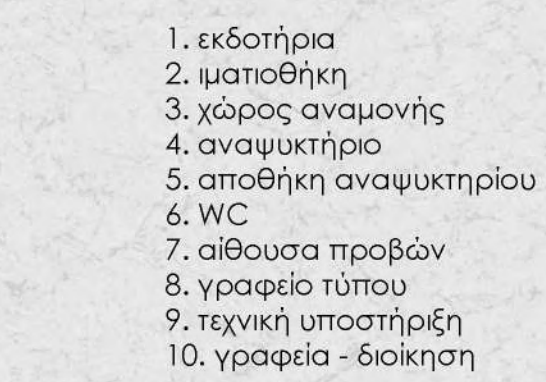 1. εκδοτήρια
2. ιματιοθήκη
3. χώρος αναμονής
4. αναψυκτήριο
5. αποθήκη αναψυκτηρίου
6. WC
7. αίθουσα προβών
8. γραφείο τύπου
9. τεχνική υποστήριξη
10. γραφεία - διοίκηση